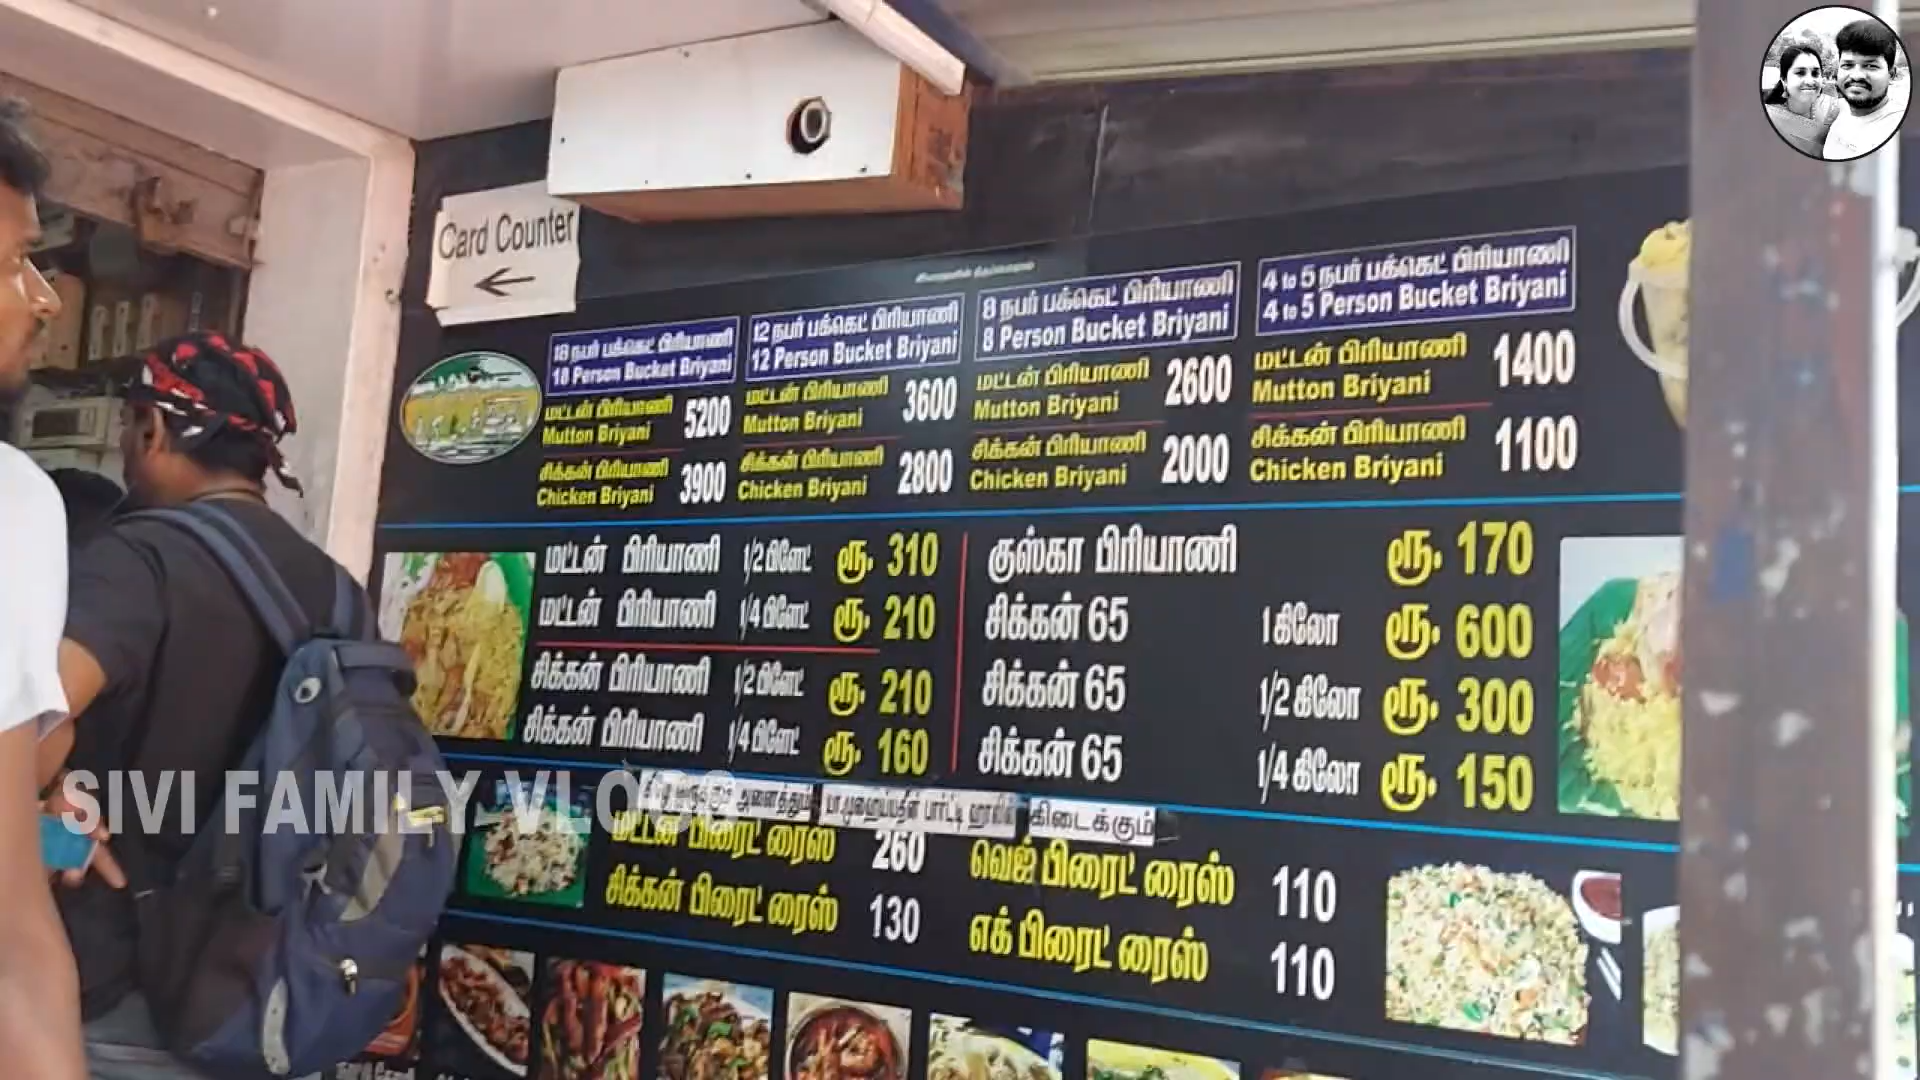 Card Counter
18 நபர் பக்கெட் பிரியாணி
18 Person Bucket Briyani
மட்டன் பிரியாணி
Mutton Briyani
5200
சிக்கன் பிரியாணி
Chicken Briyani
3900
12 நபர் பக்கெட் பிரியாணி
12 Person Bucket Briyani
மட்டன் பிரியாணி
Mutton Briyani
3600
சிக்கன் பிரியாணி
Chicken Briyani
2800
8 நபர் பக்கெட் பிரியாணி
8 Person Bucket Briyani
மட்டன் பிரியாணி
Mutton Briyani
2600
சிக்கன் பிரியாணி
Chicken Briyani
2000
4 to 5 நபர் பக்கெட் பிரியாணி
4 to 5 Person Bucket Briyani
மட்டன் பிரியாணி
Mutton Briyani
1400
சிக்கன் பிரியாணி
Chicken Briyani
1100
மட்டன் பிரியாணி 1/2 பிளேட் ரூ. 310
மட்டன் பிரியாணி 1/4 பிளேட் ரூ. 210
சிக்கன் பிரியாணி 1/2 பிளேட் ரூ. 210
சிக்கன் பிரியாணி 1/4 பிளேட் ரூ. 160
குஸ்கா பிரியாணி ரூ. 170
சிக்கன் 65 1 கிலோ ரூ. 600
சிக்கன் 65 1/2 கிலோ ரூ. 300
சிக்கன் 65 1/4 கிலோ ரூ. 150
SIVI FAMILY VLOGS
அனைத்தும் யா முஹைய்யதீன் பார்ட்டி ஹாலில் கிடைக்கும்
மட்டன் பிரைட் ரைஸ் 260
சிக்கன் பிரைட் ரைஸ் 130
வெஜ் பிரைட் ரைஸ் 110
எக் பிரைட் ரைஸ் 110